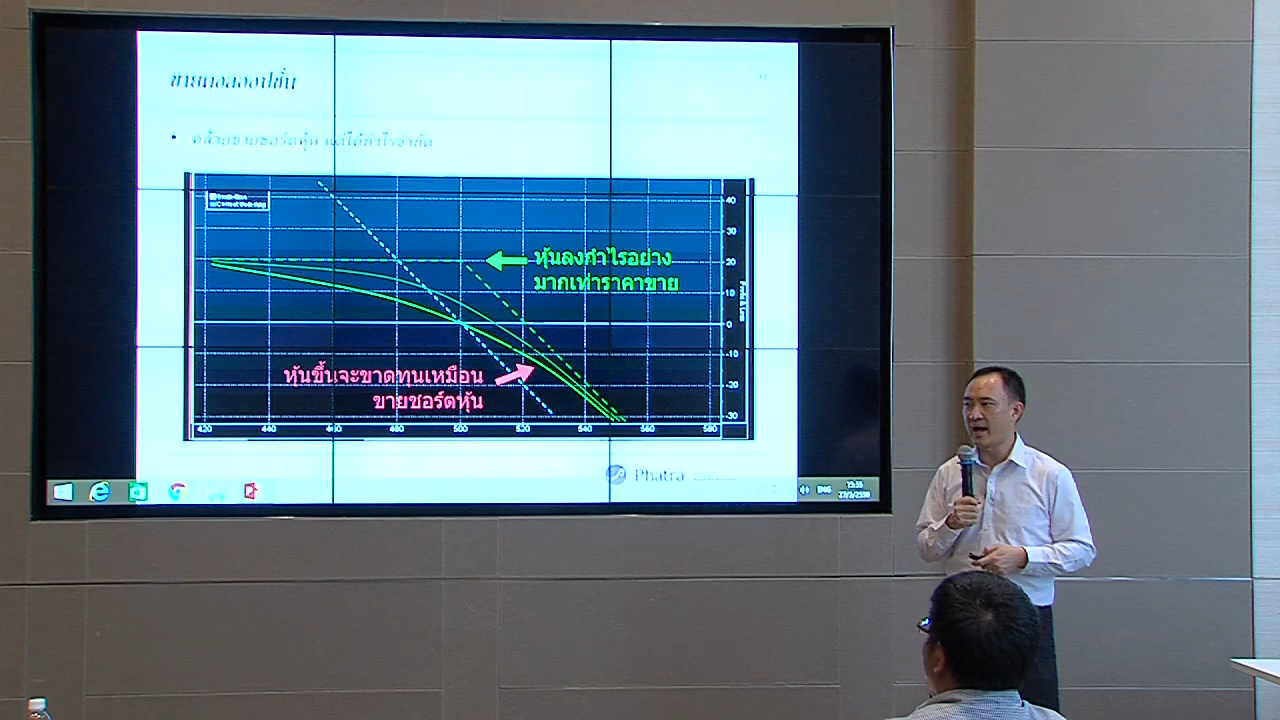 ขายคอลออปชั่น
• คล้ายขายชอร์ตหุ้น แต่ได้กำไรจำกัด
40
30
หุ้นลงกำไรอย่าง
20
มากเท่าราคาขาย
10
0
-10
หุ้นขึ้นจะขาดทุนเหมือน
-20
ขายชอร์ตหุ้น
-30
420 440 460 480 500 520 540 560 580
Phatra
ENG
15:35